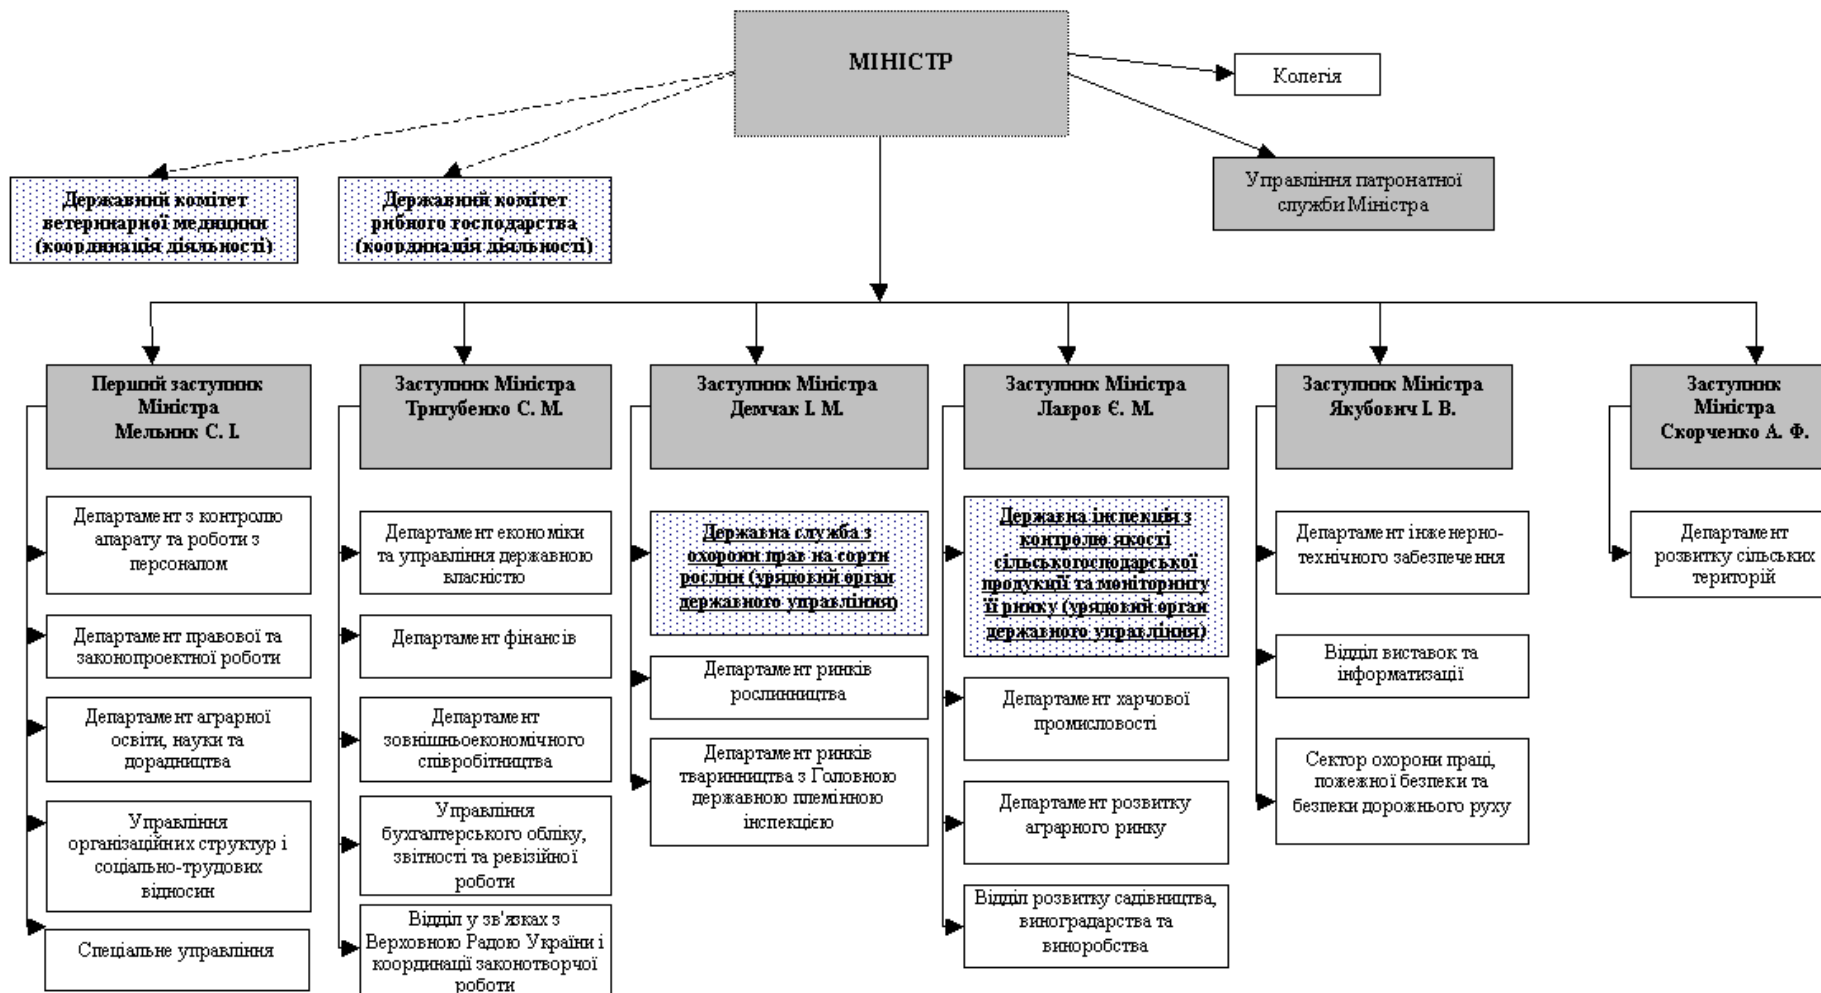 МІНІСТР
Колегія
Управління патронатної
служби Міністра
Державний комітет
ветеринарної медицини
(координація діяльності)
Державний комітет
рибного господарства
(координація діяльності)
Перший заступник
Міністра
Мельник С. І.
Департамент з контролю
апарату та роботи з
персоналом
Департамент правової та
законопроектної роботи
Департамент аграрної
освіти, науки та
дорадництва
Управління
організаційних структур і
соціально-трудових
відносин
Спеціальне управління
Заступник Міністра
Тригубенко С. М.
Департамент економіки
та управління державною
власністю
Департамент фінансів
Департамент
зовнішньоекономічного
співробітництва
Управління
бухгалтерського обліку,
звітності та ревізійної
роботи
Відділ у зв'язках з
Верховною Радою України і
координації законотворчої
роботи
Заступник Міністра
Демчак І. М.
Державна служба з
охорони прав на сорти
рослин (урядовий орган
державного управління)
Департамент ринків
рослинництва
Департамент ринків
тваринництва з Головною
державною племінною
інспекцією
Заступник Міністра
Лавров Є. М.
Державна інспекція з
контролю якості
сільськогосподарської
продукції та моніторингу
її ринку (урядовий орган
державного управління)
Департамент харчової
промисловості
Департамент розвитку
аграрного ринку
Відділ розвитку садівництва,
виноградарства та
виноробства
Заступник Міністра
Якубович І. В.
Департамент інженерно-
технічного забезпечення
Відділ виставок та
інформатизації
Сектор охорони праці,
пожежної безпеки та
безпеки дорожнього руху
Заступник
Міністра
Скорченко А. Ф.
Департамент
розвитку сільських
територій